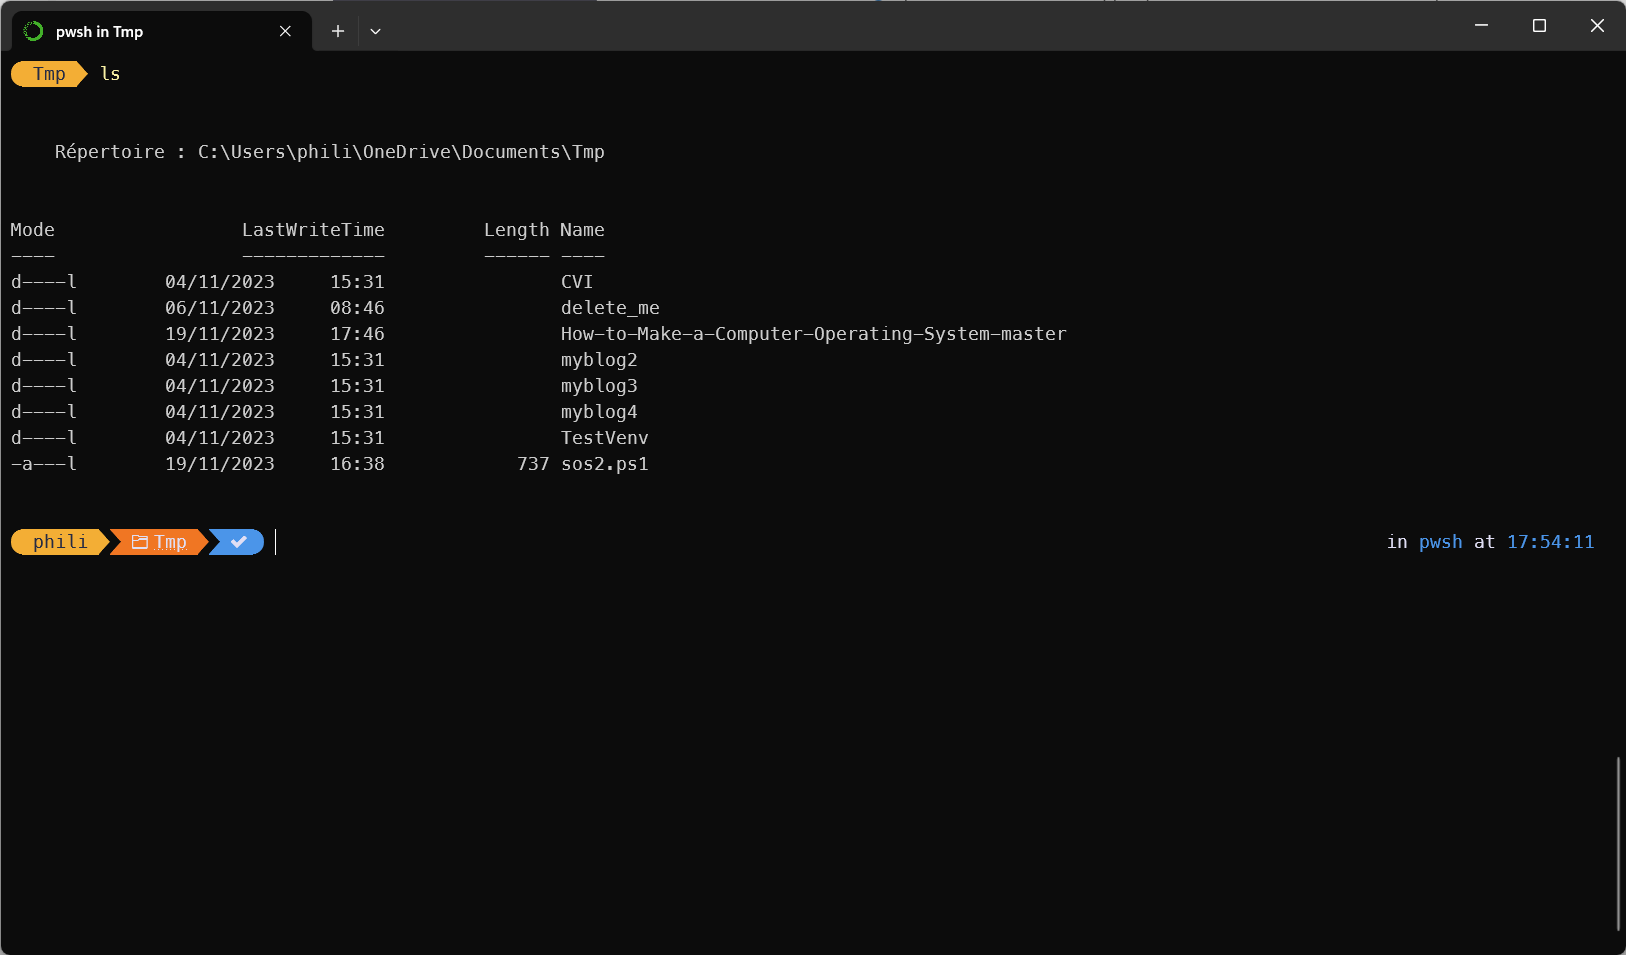 pwsh in Tmp
Tmp ls
Répertoire : C:\Users\phili\OneDrive\Documents\Tmp
Mode LastWriteTime Length Name
---- ------------- ------ ----
d----l 04/11/2023 15:31 CVI
d----l 06/11/2023 08:46 delete_me
d----l 19/11/2023 17:46 How-to-Make-a-Computer-Operating-System-master
d----l 04/11/2023 15:31 myblog2
d----l 04/11/2023 15:31 myblog3
d----l 04/11/2023 15:31 myblog4
d----l 04/11/2023 15:31 TestVenv
-a---l 19/11/2023 16:38 737 sos2.ps1
phili Tmp in pwsh at 17:54:11